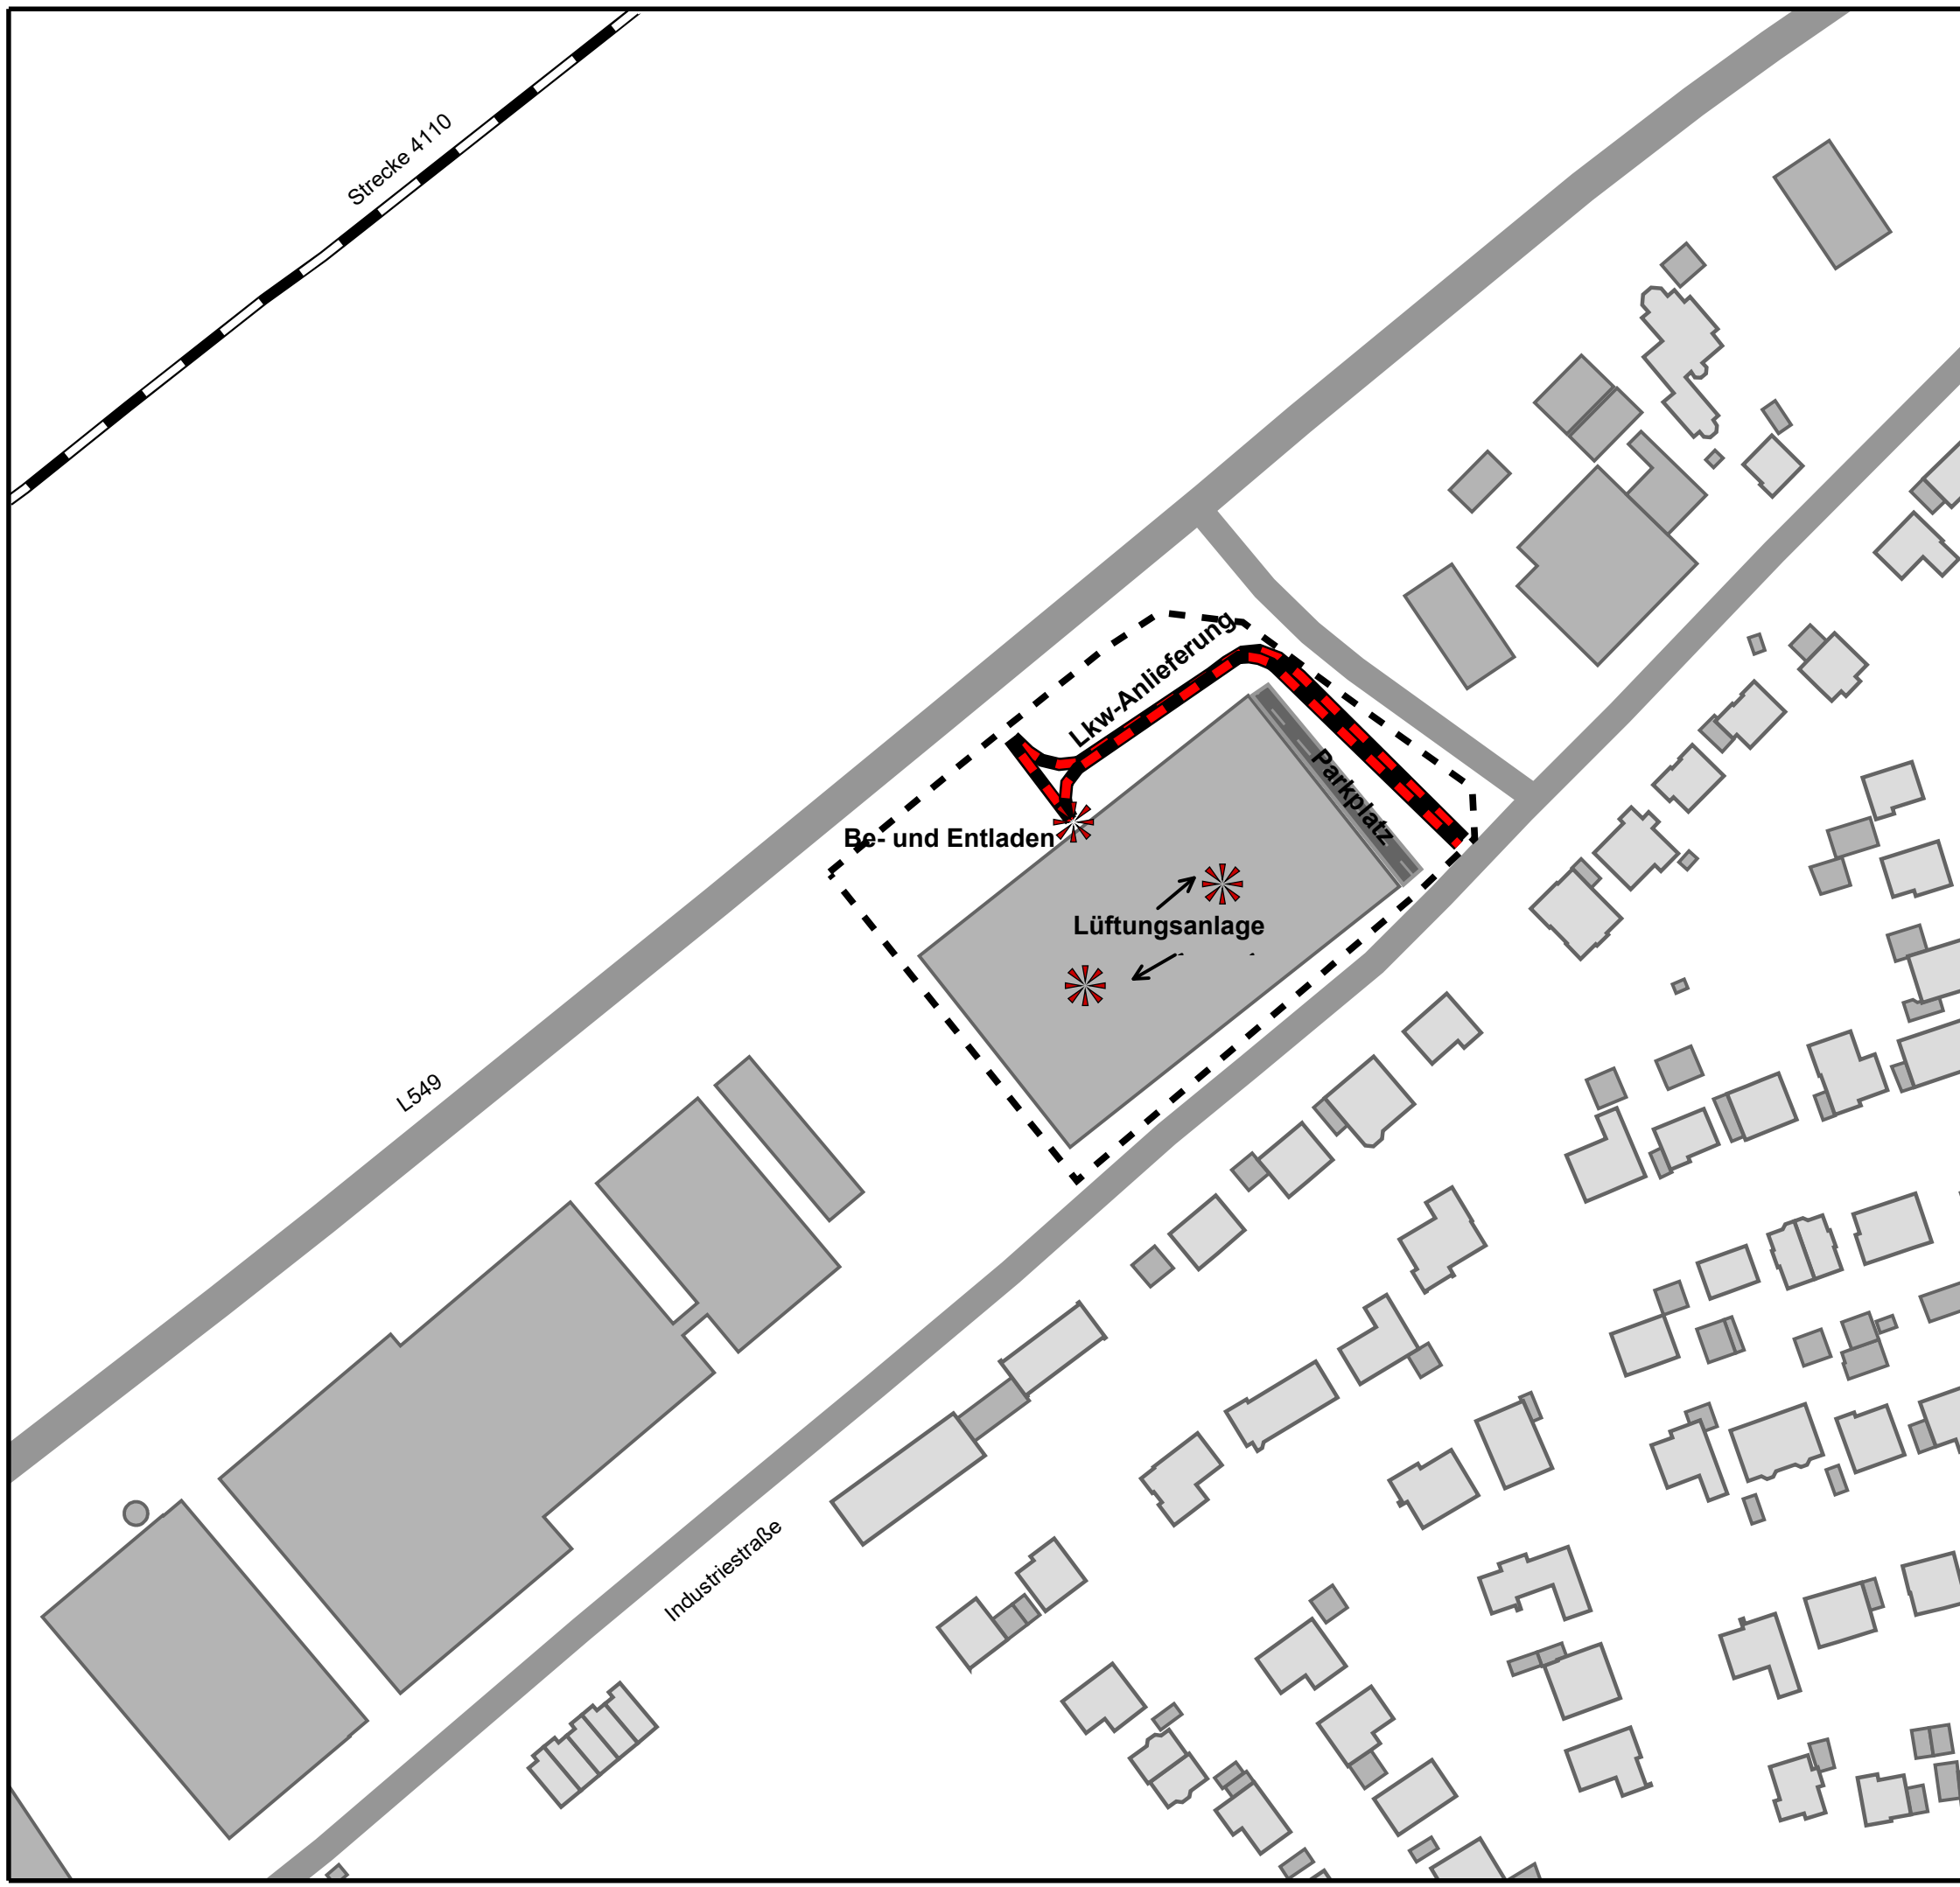 Strecke 4110
Lkw-Anlieferung
Parkplatz
Be- und Entladen
Lüftungsanlage
L549
Industriestraße